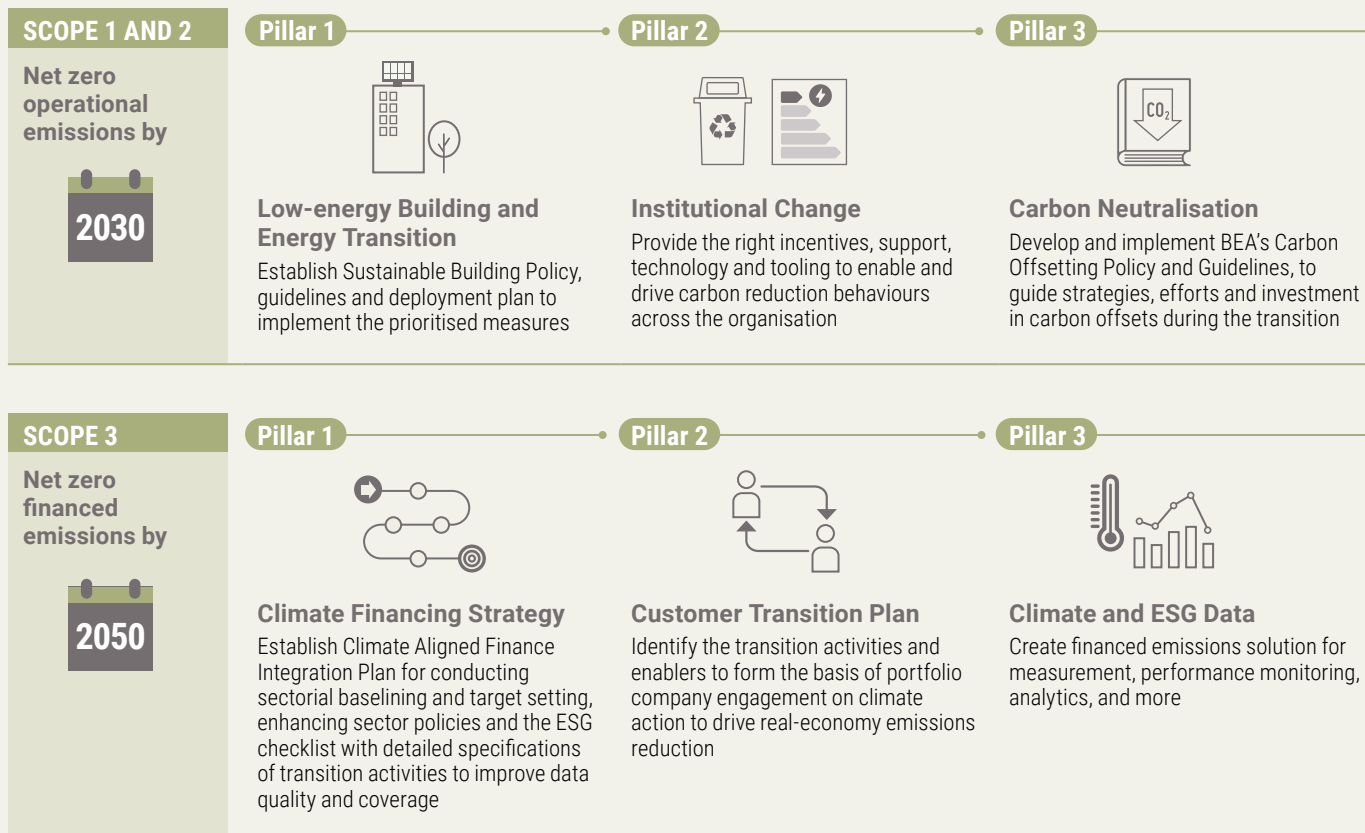 SCOPE 1 AND 2
Net zero
operational
emissions by
2030
Pillar 1
Low-energy Building and
Energy Transition
Establish Sustainable Building Policy,
guidelines and deployment plan to
implement the prioritised measures
Pillar 2
Institutional Change
Provide the right incentives, support,
technology and tooling to enable and
drive carbon reduction behaviours
across the organisation
Pillar 3
CO₂
Carbon Neutralisation
Develop and implement BEA's Carbon
Offsetting Policy and Guidelines, to
guide strategies, efforts and investment
in carbon offsets during the transition
SCOPE 3
Net zero
financed
emissions by
2050
Pillar 1
Climate Financing Strategy
Establish Climate Aligned Finance
Integration Plan for conducting
sectorial baselining and target setting,
enhancing sector policies and the ESG
checklist with detailed specifications
of transition activities to improve data
quality and coverage
Pillar 2
Customer Transition Plan
Identify the transition activities and
enablers to form the basis of portfolio
company engagement on climate
action to drive real-economy emissions
reduction
Pillar 3
Climate and ESG Data
Create financed emissions solution for
measurement, performance monitoring,
analytics, and more